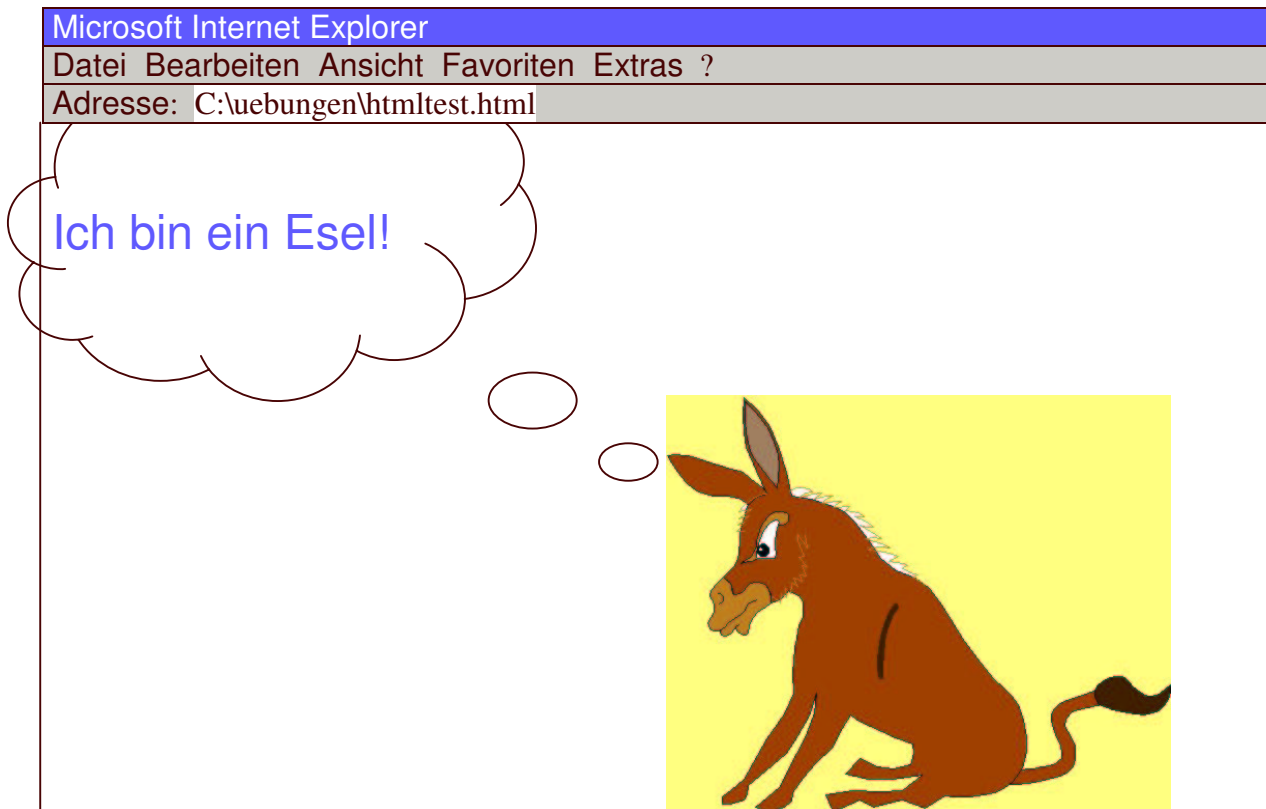 Microsoft Internet Explorer
Datei Bearbeiten Ansicht Favoriten Extras ?
Adresse: C:\uebungen\htmltest.html
Ich bin ein Esel!